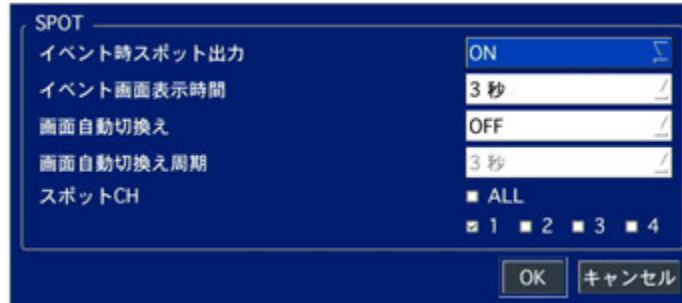 SPOT
イベント時スポット出力 ON
イベント画面表示時間 3 秒
画面自動切換え OFF
画面自動切換え周期 3 秒
スポットCH ALL
1 2 3 4
OK キャンセル